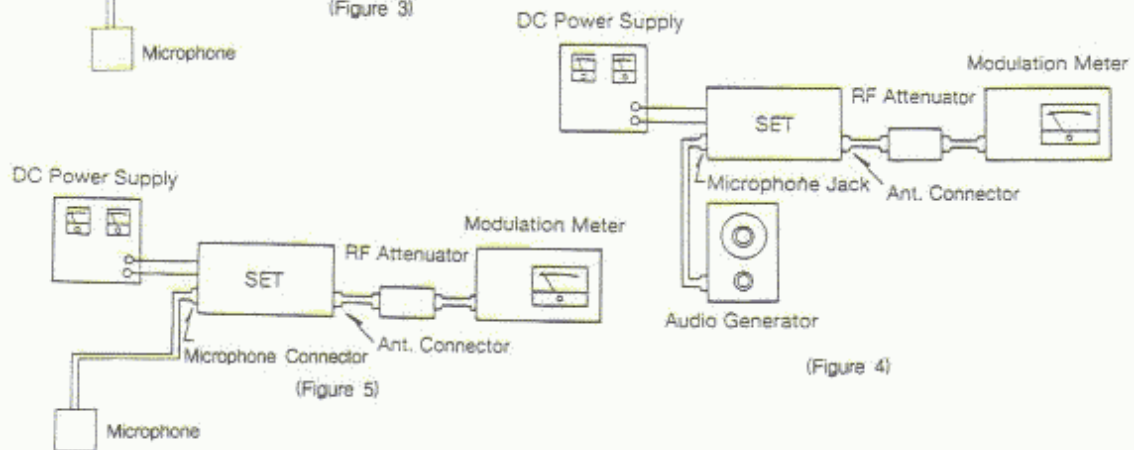 (Figure 3)
Microphone
DC Power Supply
Modulation Meter
RF Attenuator
SET
Microphone Jack
Ant. Connector
Audio Generator
(Figure 4)
DC Power Supply
Modulation Meter
RF Attenuator
SET
Ant. Connector
Microphone Connector
(Figure 5)
Microphone